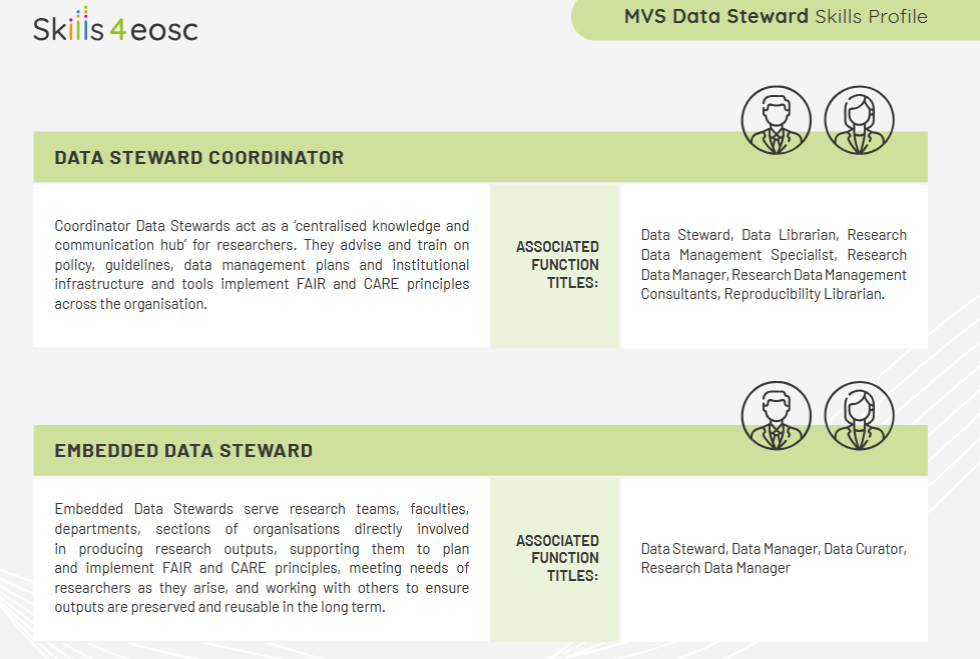 Skills4eosc
MVS Data Steward Skills Profile
DATA STEWARD COORDINATOR
Coordinator Data Stewards act as a ‘centralised knowledge and
communication hub’ for researchers. They advise and train on
policy, guidelines, data management plans and institutional
infrastructure and tools implement FAIR and CARE principles
across the organisation.
ASSOCIATED
FUNCTION
TITLES:
Data Steward, Data Librarian, Research
Data Management Specialist, Research
Data Manager, Research Data Management
Consultants, Reproducibility Librarian.
EMBEDDED DATA STEWARD
Embedded Data Stewards serve research teams, faculties,
departments, sections of organisations directly involved
in producing research outputs, supporting them to plan
and implement FAIR and CARE principles, meeting needs of
researchers as they arise, and working with others to ensure
outputs are preserved and reusable in the long term.
ASSOCIATED
FUNCTION
TITLES:
Data Steward, Data Manager, Data Curator,
Research Data Manager